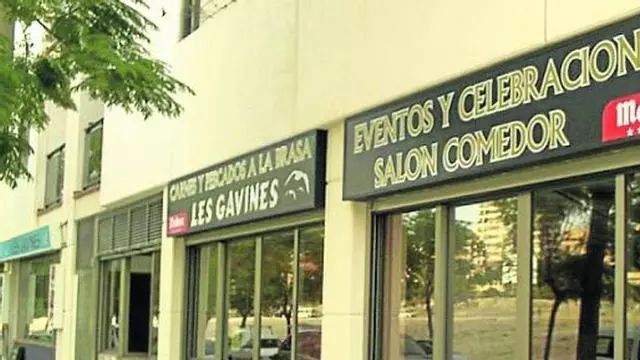 CARNES Y PESCADOS A LA BRASA
LES GAVINES
EVENTOS Y CELEBRACION
SALON COMEDOR